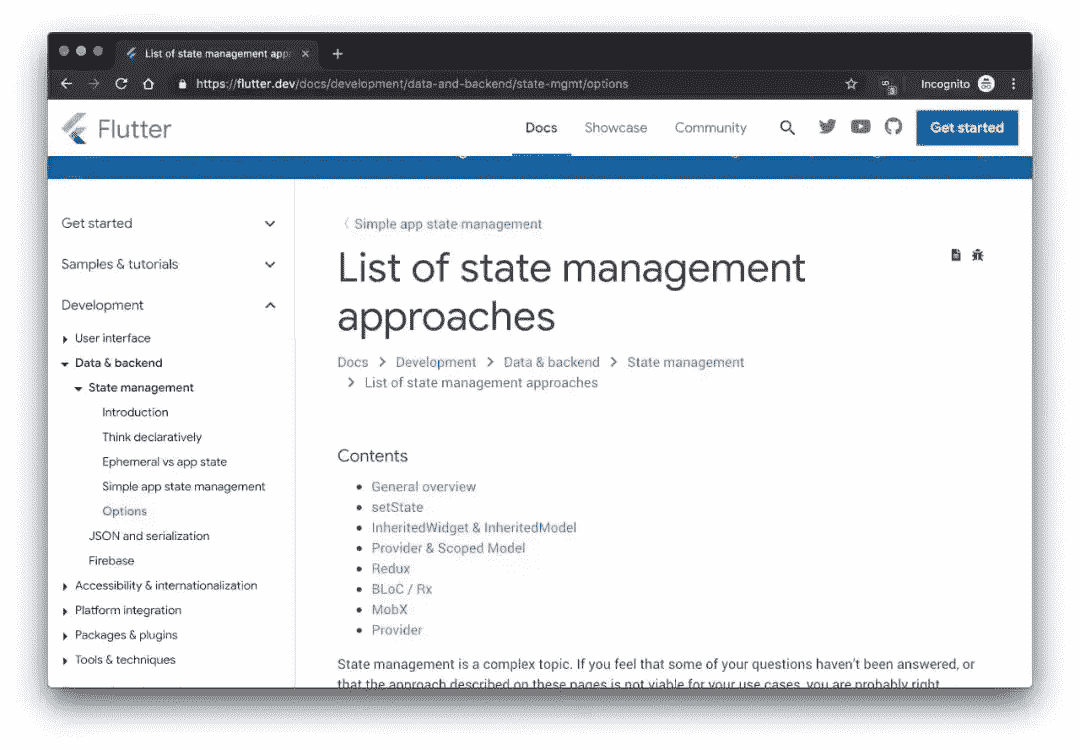 List of state management app
https://flutter.dev/docs/development/data-and-backend/state-mgmt/options
Incognito
Flutter
Docs
Showcase
Community
Get started
Get started
Samples & tutorials
Development
User interface
Data & backend
State management
Introduction
Think declaratively
Ephemeral vs app state
Simple app state management
Options
JSON and serialization
Firebase
Accessibility & internationalization
Platform integration
Packages & plugins
Tools & techniques
Simple app state management
List of state management
approaches
Docs > Development > Data & backend > State management
> List of state management approaches
Contents
General overview
setState
InheritedWidget & InheritedModel
Provider & Scoped Model
Redux
BLoC / Rx
MobX
Provider
State management is a complex topic. If you feel that some of your questions haven't been answered, or
that the approach described on these pages is not viable for your use cases, you are probably right.